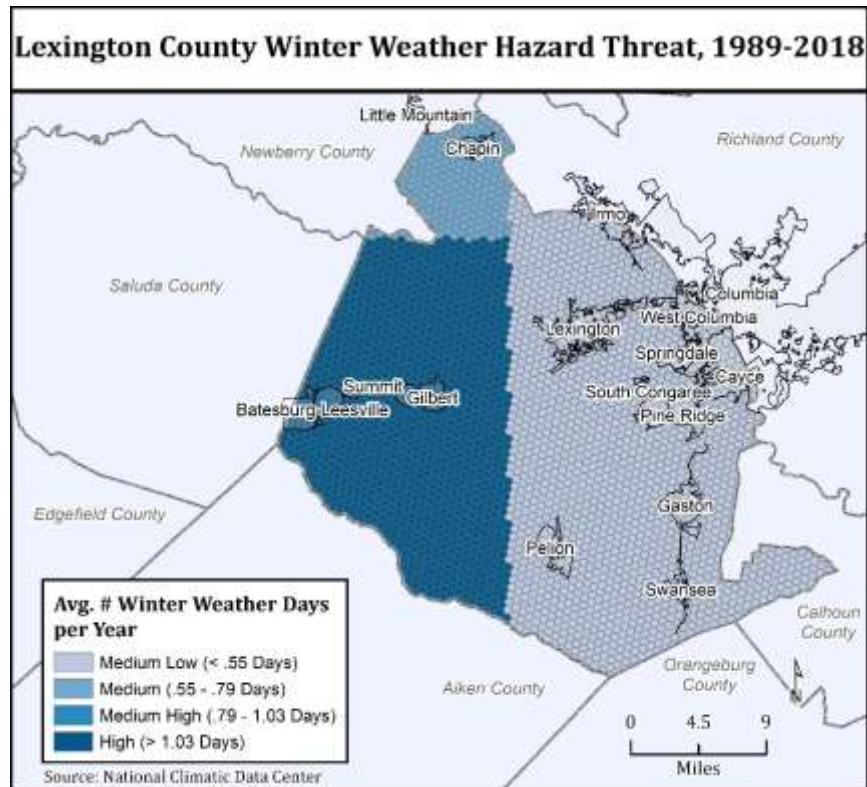 Lexington County Winter Weather Hazard Threat, 1989-2018
Little Mountain
Newberry County
Chapin
Richland County
Irmo
Saluda County
Columbia
West Columbia
Lexington
Springdale
Cayce
Summit
Gilbert
South Congaree
Batesburg-Leesville
Pine Ridge
Edgefield County
Gaston
Pelion
Swansea
Calhoun
County
Orangeburg
County
Aiken County
Avg. # Winter Weather Days
per Year
Medium Low (< .55 Days)
Medium (.55 - .79 Days)
Medium High (.79 - 1.03 Days)
High (> 1.03 Days)
0 4.5 9
Miles
Source: National Climatic Data Center